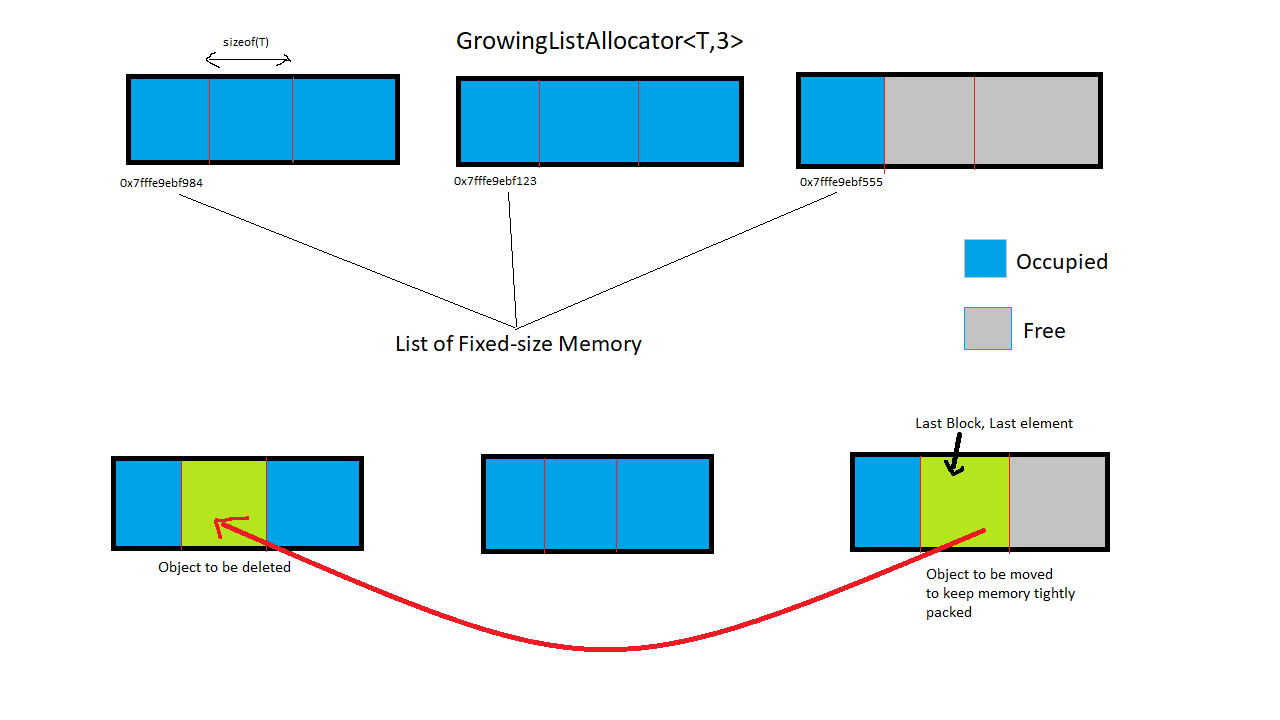 GrowingListAllocator<T,3>
sizeof(T)
0x7fffe9ebf984
0x7fffe9ebf123
0x7fffe9ebf555
Occupied
Free
List of Fixed-size Memory
Last Block, Last element
Object to be deleted
Object to be moved
to keep memory tightly
packed